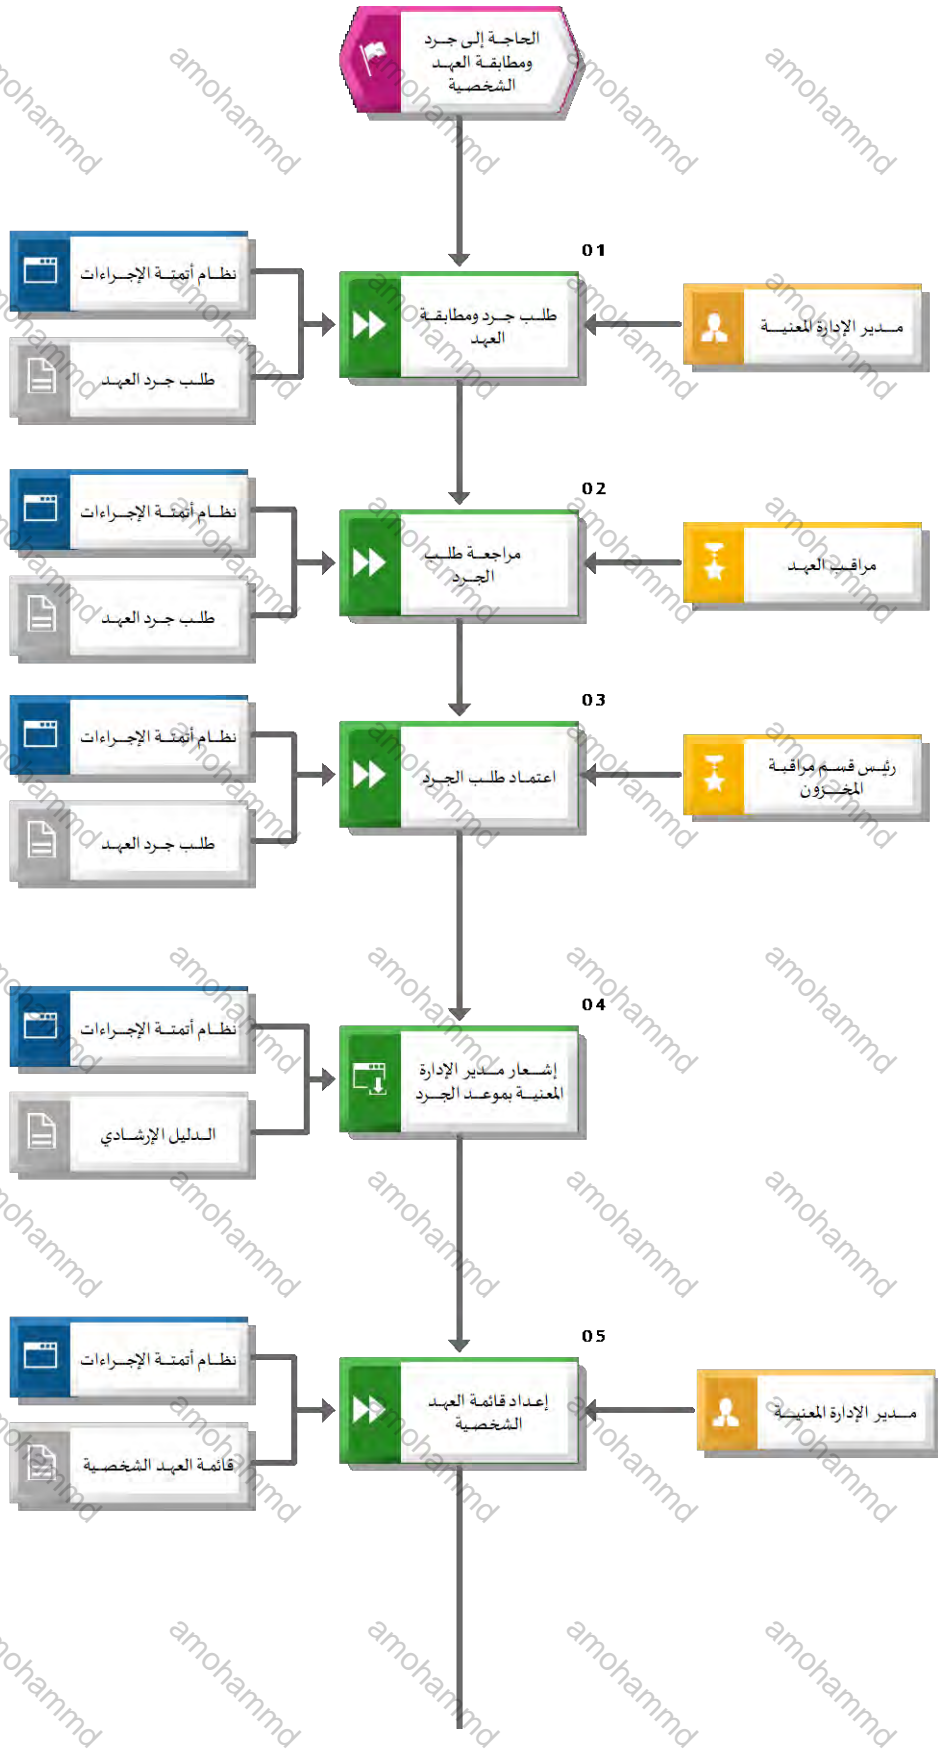 الحاجة إلى جرد
ومطابقة العهد
الشخصية
01
مدير الإدارة المعنية
طلب جرد ومطابقة
العهد
نظام أتمتة الإجراءات
طلب جرد العهد
02
مراقب العهد
مراجعة طلب
الجرد
نظام أتمتة الإجراءات
طلب جرد العهد
03
رئيس قسم مراقبة
المخزون
اعتماد طلب الجرد
نظام أتمتة الإجراءات
طلب جرد العهد
04
إشعار مدير الإدارة
المعنية بموعد الجرد
نظام أتمتة الإجراءات
الدليل الإرشادي
05
مدير الإدارة المعنية
إعداد قائمة العهد
الشخصية
نظام أتمتة الإجراءات
قائمة العهد الشخصية
amohammd